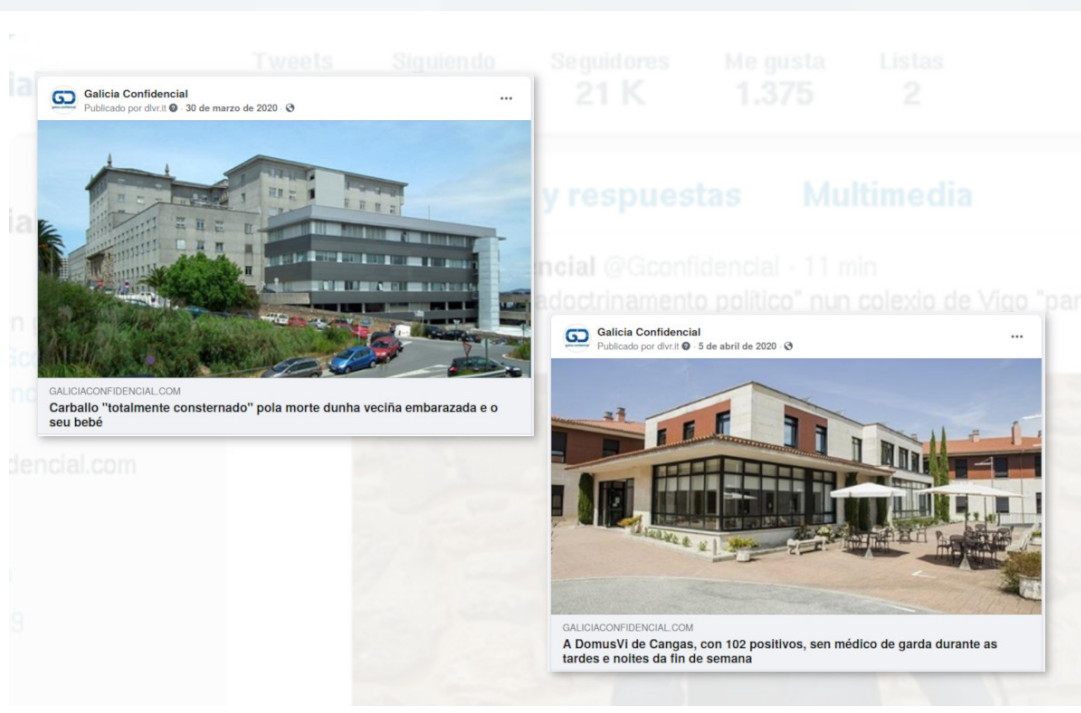 Tweets Siguiendo Seguidores Me gusta Listas
21 K 1.375 2
Galicia Confidencial
Publicado por dlvr.it · 30 de marzo de 2020 ·
GALICIACONFIDENCIAL.COM
Carballo "totalmente consternado" pola morte dunha veciña embarazada e o
seu bebé
y respuestas Multimedia
@Gconfidencial - 11 min
adoctrinamento político" nun colexio de Vigo
Galicia Confidencial
Publicado por dlvr.it · 5 de abril de 2020 ·
GALICIACONFIDENCIAL.COM
A DomusVi de Cangas, con 102 positivos, sen médico de garda durante as
tardes e noites da fin de semana